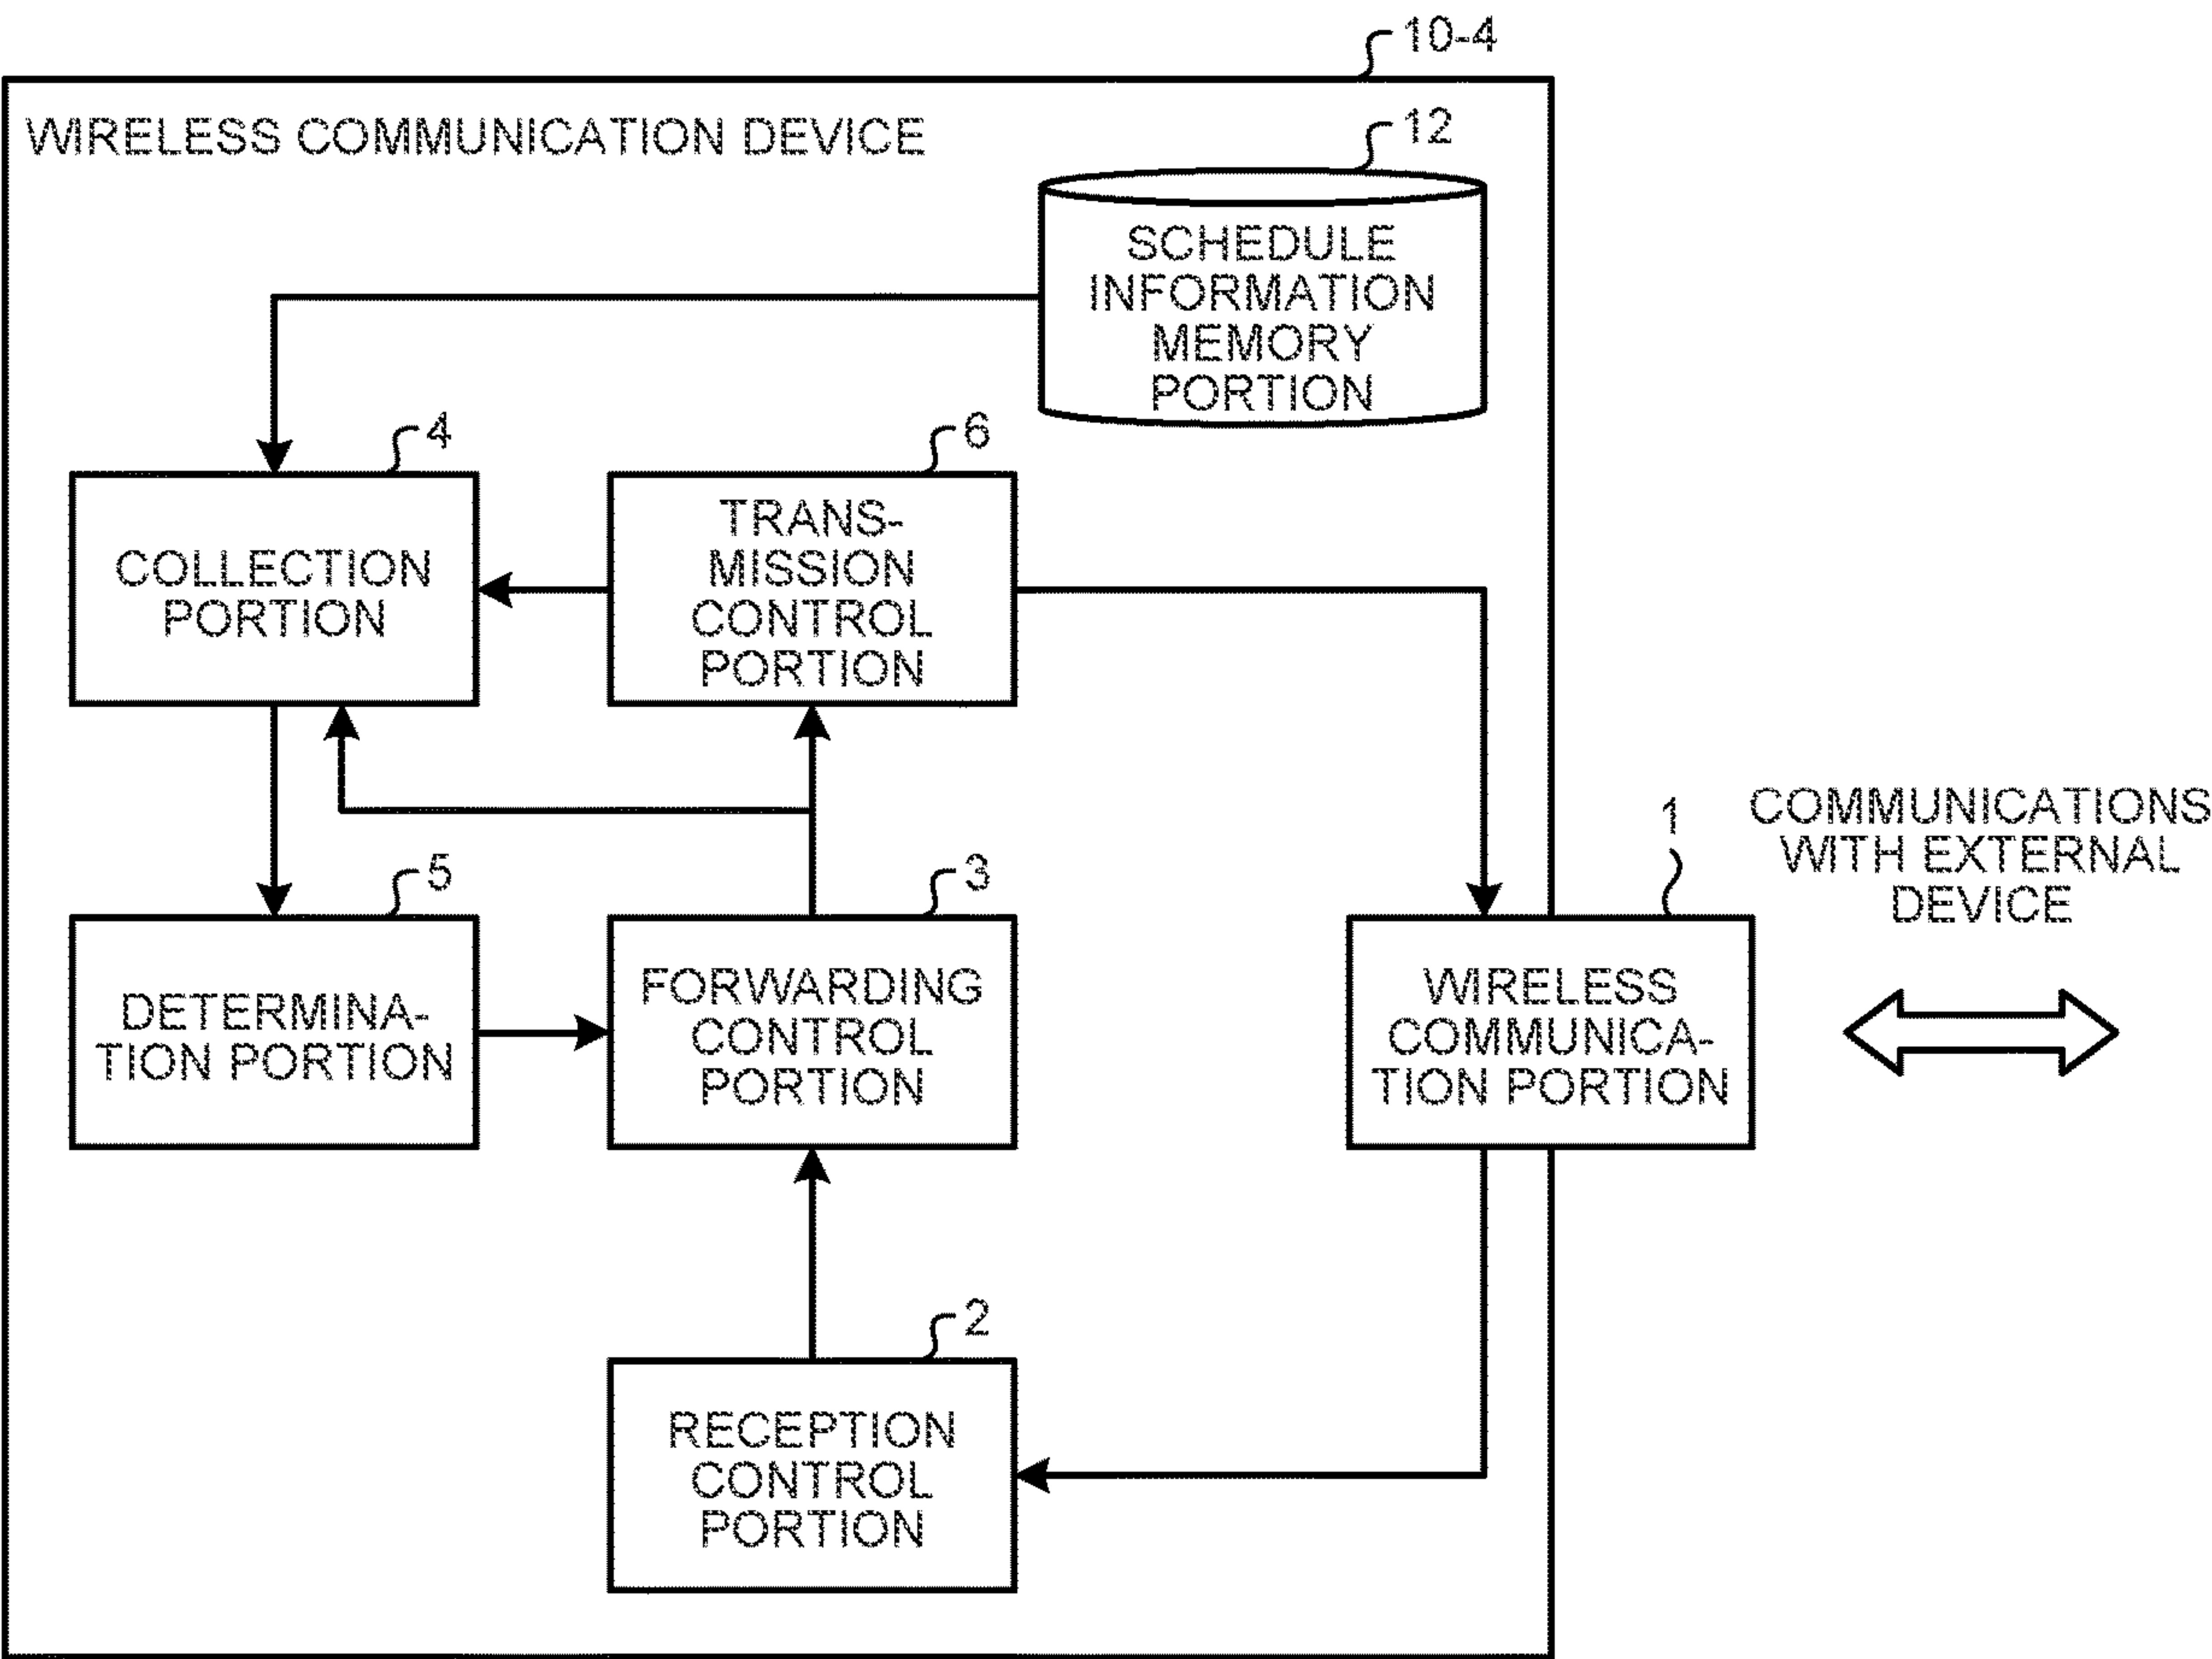 10-4
WIRELESS COMMUNICATION DEVICE
12
SCHEDULE
INFORMATION
MEMORY
PORTION
4
COLLECTION
PORTION
6
TRANS-
MISSION
CONTROL
PORTION
5
DETERMINA-
TION PORTION
3
FORWARDING
CONTROL
PORTION
1
WIRELESS
COMMUNICA-
TION PORTION
COMMUNICATIONS
WITH EXTERNAL
DEVICE
2
RECEPTION
CONTROL
PORTION